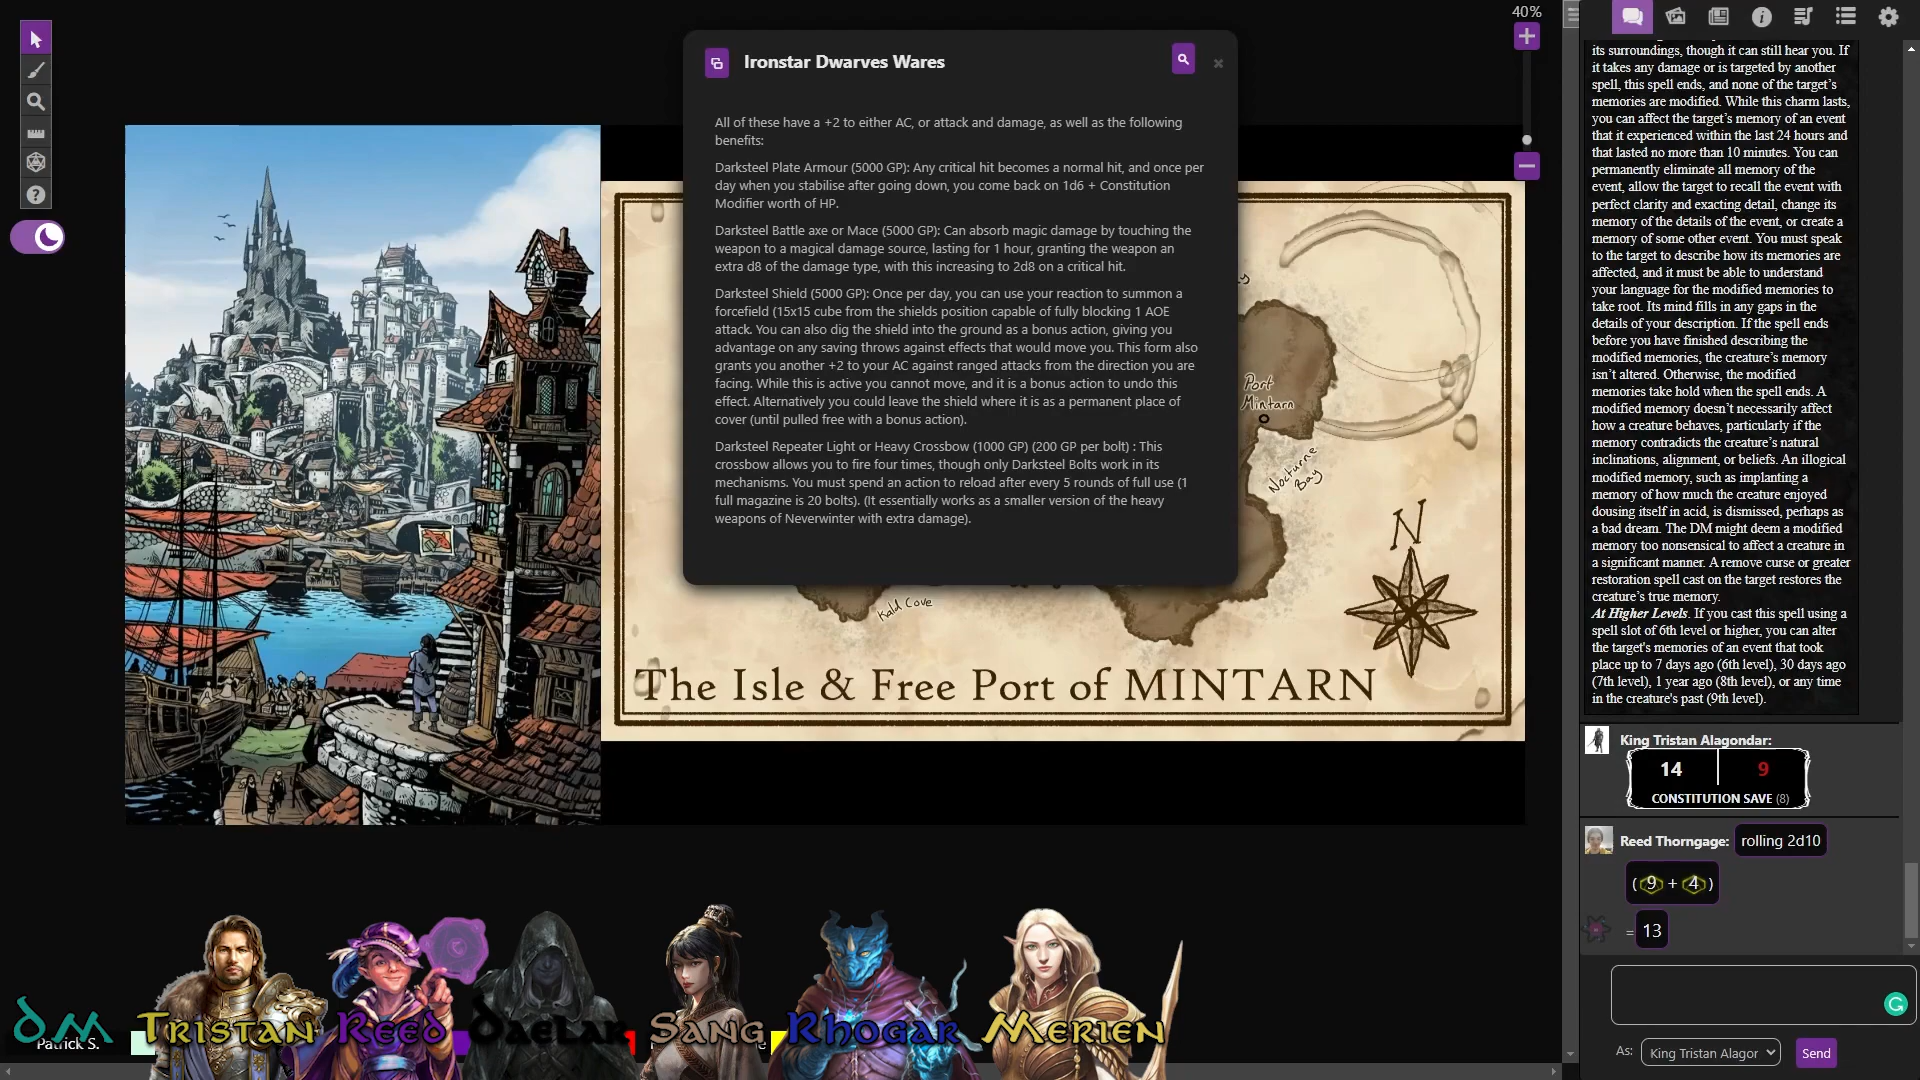 40%
Ironstar Dwarves Wares
All of these have a +2 to either AC, or attack and damage, as well as the following
benefits:
Darksteel Plate Armour (5000 GP): Any critical hit becomes a normal hit, and once per
day when you stabilise after going down, you come back on 1d6 + Constitution
Modifier worth of HP.
Darksteel Battle axe or Mace (5000 GP): Can absorb magic damage by touching the
weapon to a magical damage source, lasting for 1 hour, granting the weapon an
extra d8 of the damage type, with this increasing to 2d8 on a critical hit.
Darksteel Shield (5000 GP): Once per day, you can use your reaction to summon a
forcefield (15x15 cube from the shields position capable of fully blocking 1 AOE
attack. You can also dig the shield into the ground as a bonus action, giving you
advantage on any saving throws against effects that would move you. This form also
grants you another +2 to your AC against ranged attacks from the direction you are
facing. While this is active you cannot move, and it is a bonus action to undo this
effect. Alternatively you could leave the shield where it is as a permanent place of
cover (until pulled free with a bonus action).
Darksteel Repeater Light or Heavy Crossbow (1000 GP) (200 GP per bolt) : This
crossbow allows you to fire four times, though only Darksteel Bolts work in its
mechanisms. You must spend an action to reload after every 5 rounds of full use (1
full magazine is 20 bolts). (It essentially works as a smaller version of the heavy
weapons of Neverwinter with extra damage).
Port
Mintarn
Nocturne
Bay
N
Kald Cove
The Isle & Free Port of MINTARN
its surroundings, though it can still hear you. If
it takes any damage or is targeted by another
spell, this spell ends, and none of the target's
memories are modified. While this charm lasts,
you can affect the target's memory of an event
that it experienced within the last 24 hours and
that lasted no more than 10 minutes. You can
permanently eliminate all memory of the
event, allow the target to recall the event with
perfect clarity and exacting detail, change its
memory of the details of the event, or create a
memory of some other event. You must speak
to the target to describe how its memories are
affected, and it must be able to understand
your language for the modified memories to
take root. Its mind fills in any gaps in the
details of your description. If the spell ends
before you have finished describing the
modified memories, the creature's memory
isn't altered. Otherwise, the modified
memories take hold when the spell ends. A
modified memory doesn't necessarily affect
how a creature behaves, particularly if the
memory contradicts the creature's natural
inclinations, alignment, or beliefs. An illogical
modified memory, such as implanting a
memory of how much the creature enjoyed
dousing itself in acid, is dismissed, perhaps as
a bad dream. The DM might deem a modified
memory too nonsensical to affect a creature in
a significant manner. A remove curse or greater
restoration spell cast on the target restores the
creature's true memory.
At Higher Levels. If you cast this spell using a
spell slot of 6th level or higher, you can alter
the target's memories of an event that took
place up to 7 days ago (6th level), 30 days ago
(7th level), 1 year ago (8th level), or any time
in the creature's past (9th level).
King Tristan Alagondar:
14 9
CONSTITUTION SAVE (8)
Reed Thorngage: rolling 2d10
(9 + 4)
= 13
As: King Tristan Alagor Send
DM Tristan Reed Daelar Sang Rhogar Merien
Patrick S.